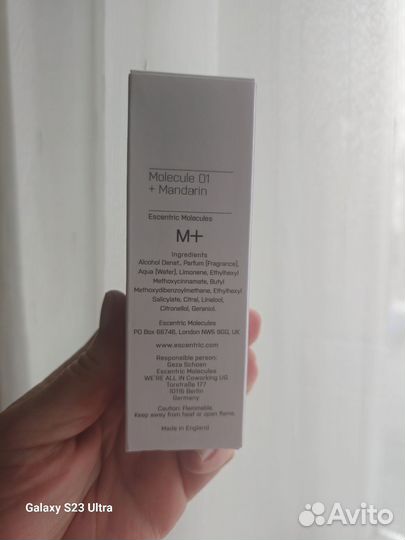 Molecule 01
+ Mandarin
Escentric Molecules
M+
Ingredients
Alcohol Denat., Parfum (Fragrance),
Aqua (Water), Limonene, Ethylhexyl
Methoxycinnamate, Butyl
Methoxydibenzoylmethane, Ethylhexyl
Salicylate, Citral, Linalool,
Citronellol, Geraniol.
Escentric Molecules
PO Box 66746, London NW5 9GG, UK
www.escentric.com
Responsible person:
Geza Schoen
Escentric Molecules
WE'RE ALL IN Coworking UG
Torstraße 177
10115 Berlin
Germany
Caution: Flammable.
Keep away from heat or open flame.
Made in England
Galaxy S23 Ultra
Avito